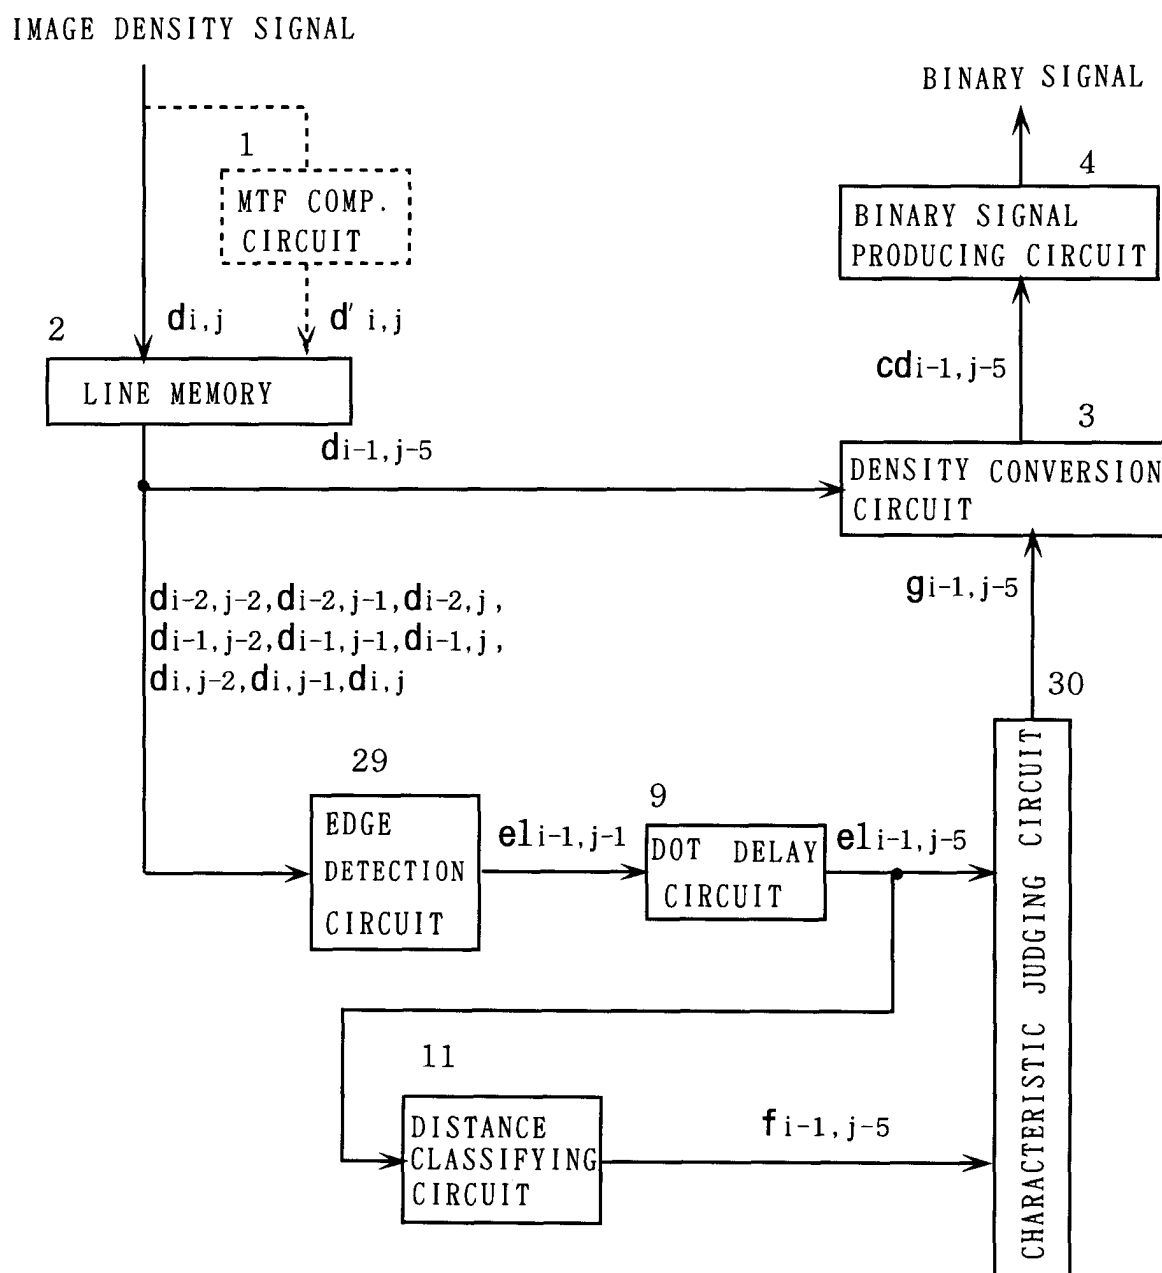 IMAGE DENSITY SIGNAL
BINARY SIGNAL
1
MTF COMP.
CIRCUIT
4
BINARY SIGNAL
PRODUCING CIRCUIT
di,j
d' i,j
2
LINE MEMORY
cdi-1,j-5
3
di-1,j-5
DENSITY CONVERSION
CIRCUIT
gi-1,j-5
di-2,j-2,di-2,j-1,di-2,j,
di-1,j-2,di-1,j-1,di-1,j,
di,j-2,di,j-1,di,j
30
CHARACTERISTIC JUDGING CIRCUIT
29
EDGE
DETECTION
CIRCUIT
eli-1,j-1
9
DOT DELAY
CIRCUIT
eli-1,j-5
11
DISTANCE
CLASSIFYING
CIRCUIT
fi-1,j-5